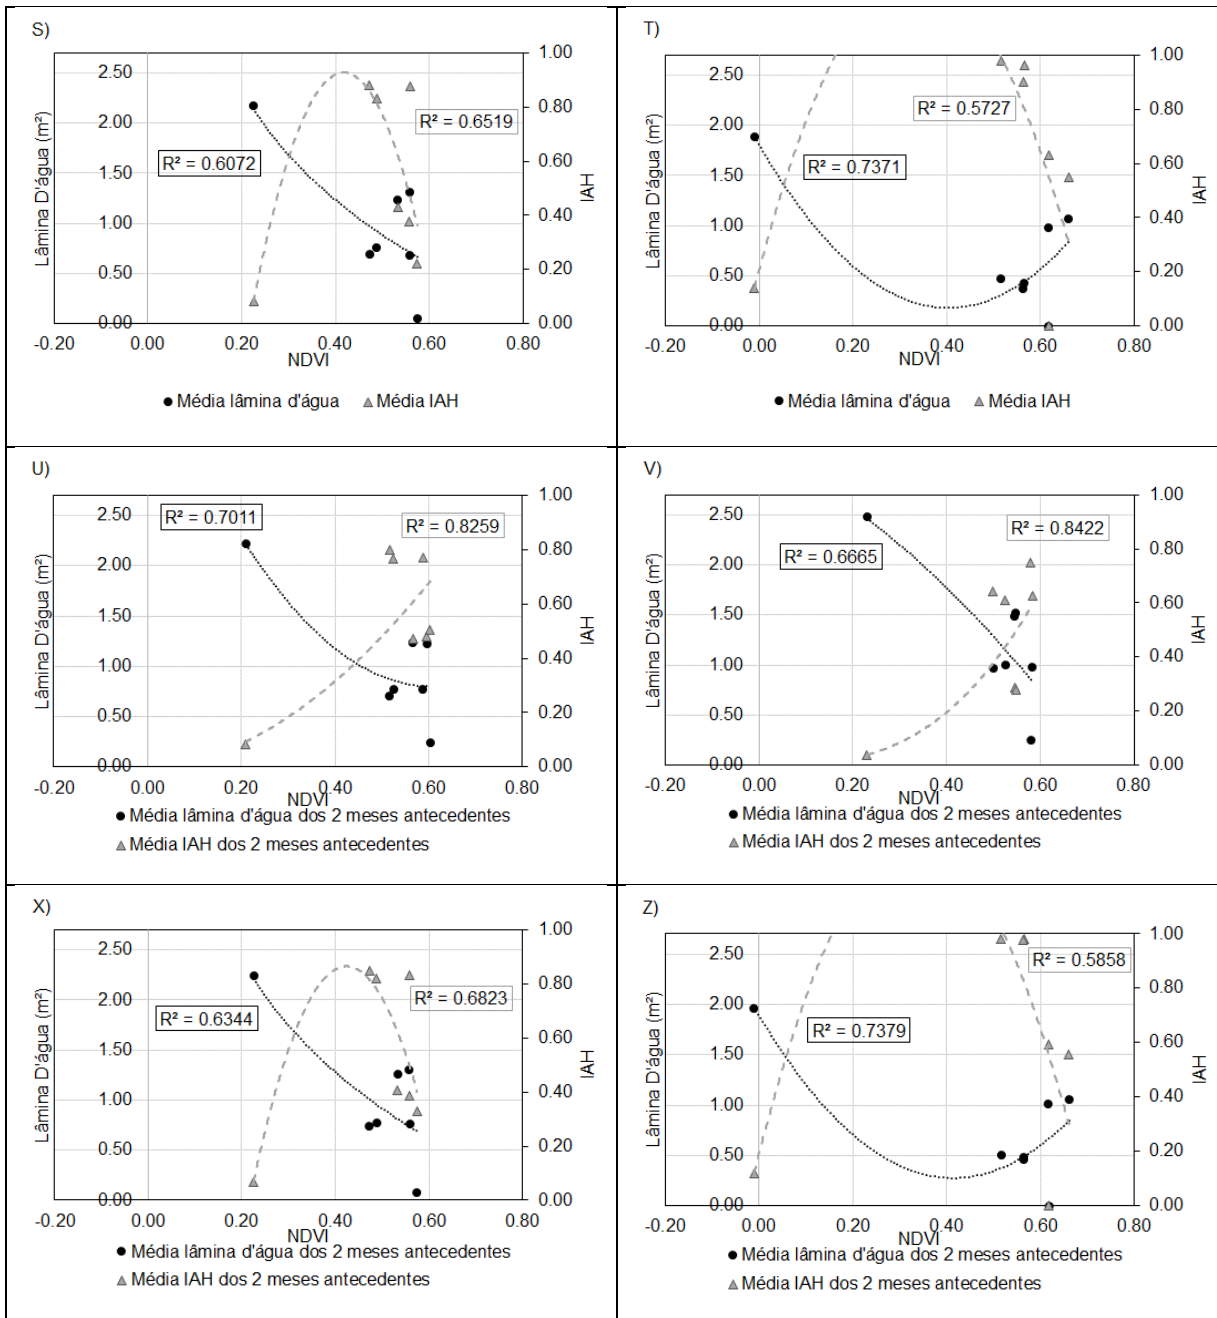 S)
1.00
2.50
0.80
2.00
R² = 0.6519
R² = 0.6072
0.60
1.50
1.00
0.40
0.50
0.20
0.00
0.00
-0.20 0.00 0.20 0.40 0.60 0.80
NDVI
Lâmina D'água (m²)
IAH
● Média lâmina d'água ▲ Média IAH
T)
1.00
2.50
0.80
R² = 0.5727
2.00
R² = 0.7371
0.60
1.50
1.00
0.40
0.50
0.20
0.00
0.00
-0.20 0.00 0.20 0.40 0.60 0.80
NDVI
Lâmina D'água (m²)
IAH
● Média lâmina d'água ▲ Média IAH
U)
1.00
2.50
R² = 0.7011
R² = 0.8259
0.80
2.00
0.60
1.50
1.00
0.40
0.50
0.20
0.00
0.00
-0.20 0.00 0.20 0.40 0.60 0.80
NDVI
Lâmina D'água (m²)
IAH
● Média lâmina d'água dos 2 meses antecedentes
▲ Média IAH dos 2 meses antecedentes
V)
1.00
2.50
R² = 0.8422
0.80
R² = 0.6665
2.00
0.60
1.50
1.00
0.40
0.50
0.20
0.00
0.00
-0.20 0.00 0.20 0.40 0.60 0.80
NDVI
Lâmina D'água (m²)
IAH
● Média lâmina d'água dos 2 meses antecedentes
▲ Média IAH dos 2 meses antecedentes
X)
1.00
2.50
0.80
2.00
R² = 0.6823
R² = 0.6344
0.60
1.50
1.00
0.40
0.50
0.20
0.00
0.00
-0.20 0.00 0.20 0.40 0.60 0.80
NDVI
Lâmina D'água (m²)
IAH
● Média lâmina d'água dos 2 meses antecedentes
▲ Média IAH dos 2 meses antecedentes
Z)
1.00
2.50
R² = 0.5858
0.80
2.00
R² = 0.7379
0.60
1.50
1.00
0.40
0.50
0.20
0.00
0.00
-0.20 0.00 0.20 0.40 0.60 0.80
NDVI
Lâmina D'água (m²)
IAH
● Média lâmina d'água dos 2 meses antecedentes
▲ Média IAH dos 2 meses antecedentes